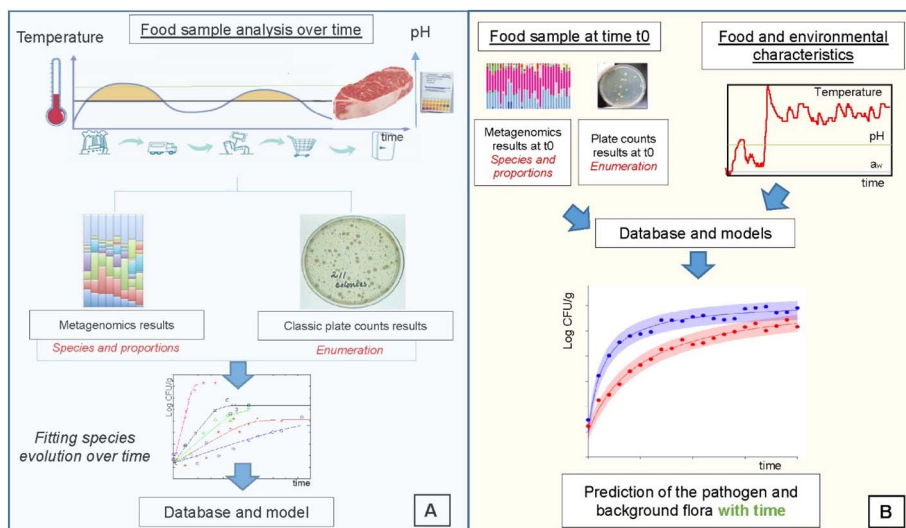 Food sample analysis over time
Temperature
pH
time
Metagenomics results
Species and proportions
211
colonies
Classic plate counts results
Enumeration
Log CFU/g
time
Fitting species
evolution over time
Database and model
A
Food sample at time t0
Food and environmental
characteristics
Metagenomics
results at t0
Species and
proportions
Plate counts
results at t0
Enumeration
Temperature
pH
aw
time
Database and models
Log CFU/g
time
Prediction of the pathogen and
background flora with time
B